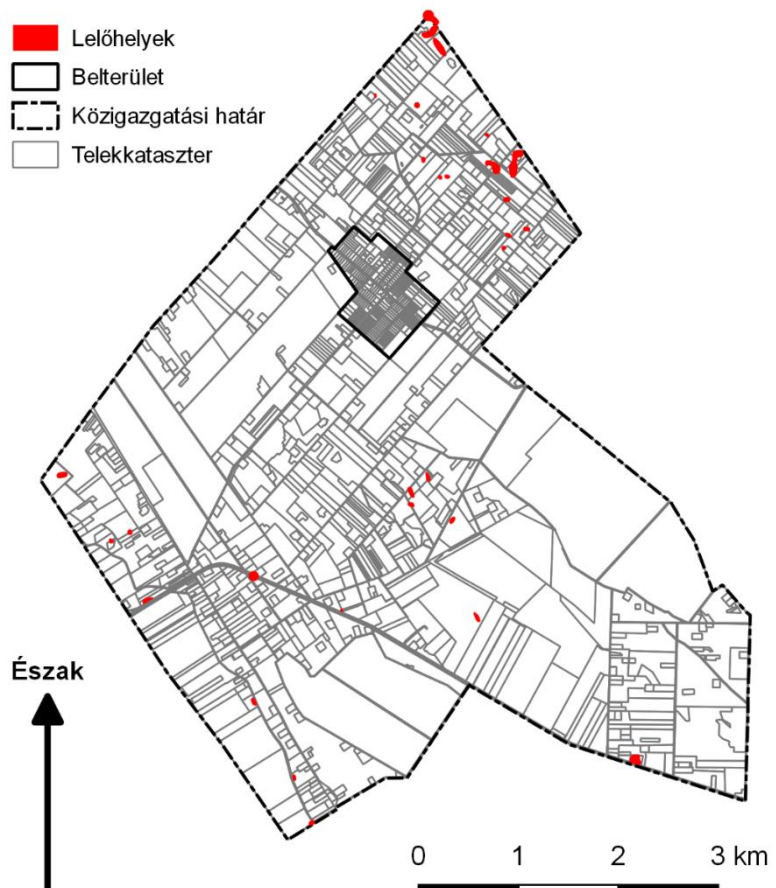 Lelőhelyek
Belterület
Közigazgatási határ
Telekkataszter
Észak
0 1 2 3 km